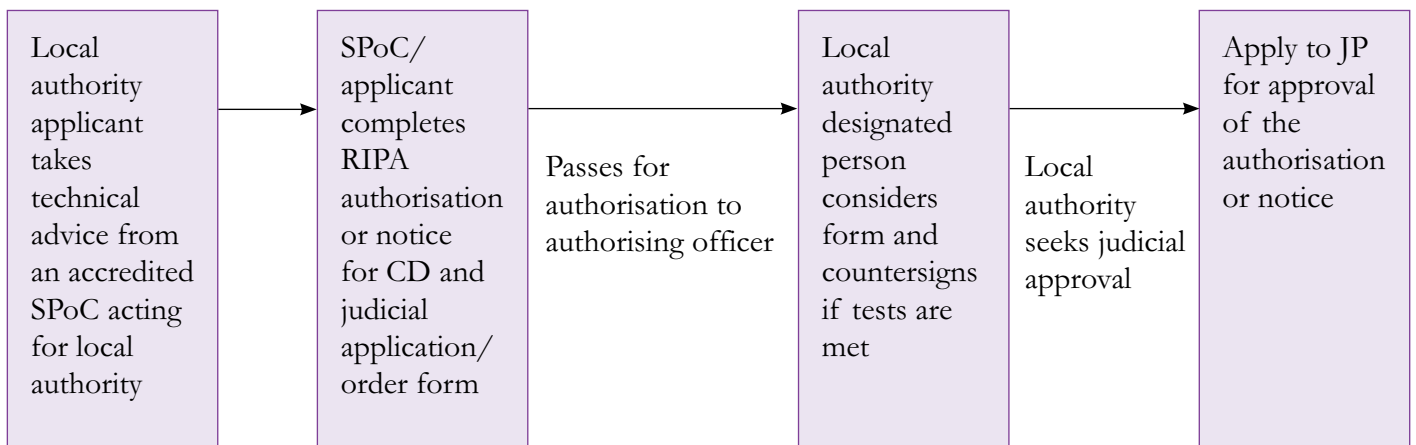 Local
authority
applicant
takes
technical
advice from
an accredited
SPoC acting
for local
authority
SPoC/
applicant
completes
RIPA
authorisation
or notice
for CD and
judicial
application/
order form
Passes for
authorisation to
authorising officer
Local
authority
designated
person
considers
form and
countersigns
if tests are
met
Local
authority
seeks judicial
approval
Apply to JP
for approval
of the
authorisation
or notice